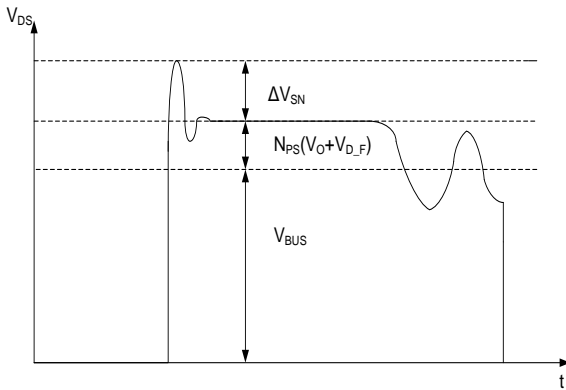 V_DS
ΔV_SN
N_PS(V_O+V_D_F)
V_BUS
t